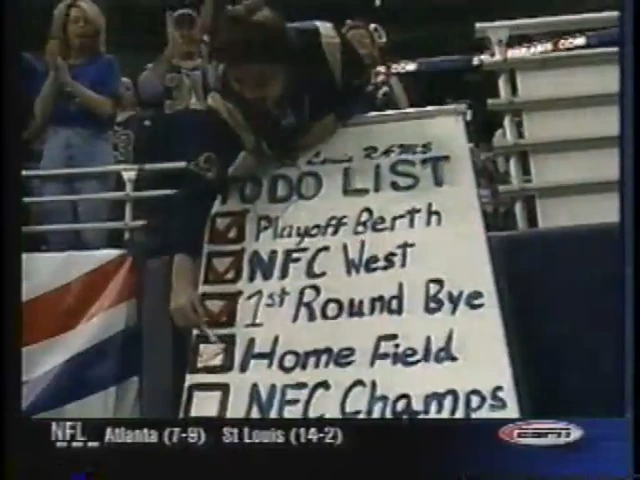 St Louis RAMS
TO DO LIST
Playoff Berth
NFC West
1st Round Bye
Home Field
NFC Champs
NFL Atlanta (7-9) St Louis (14-2)